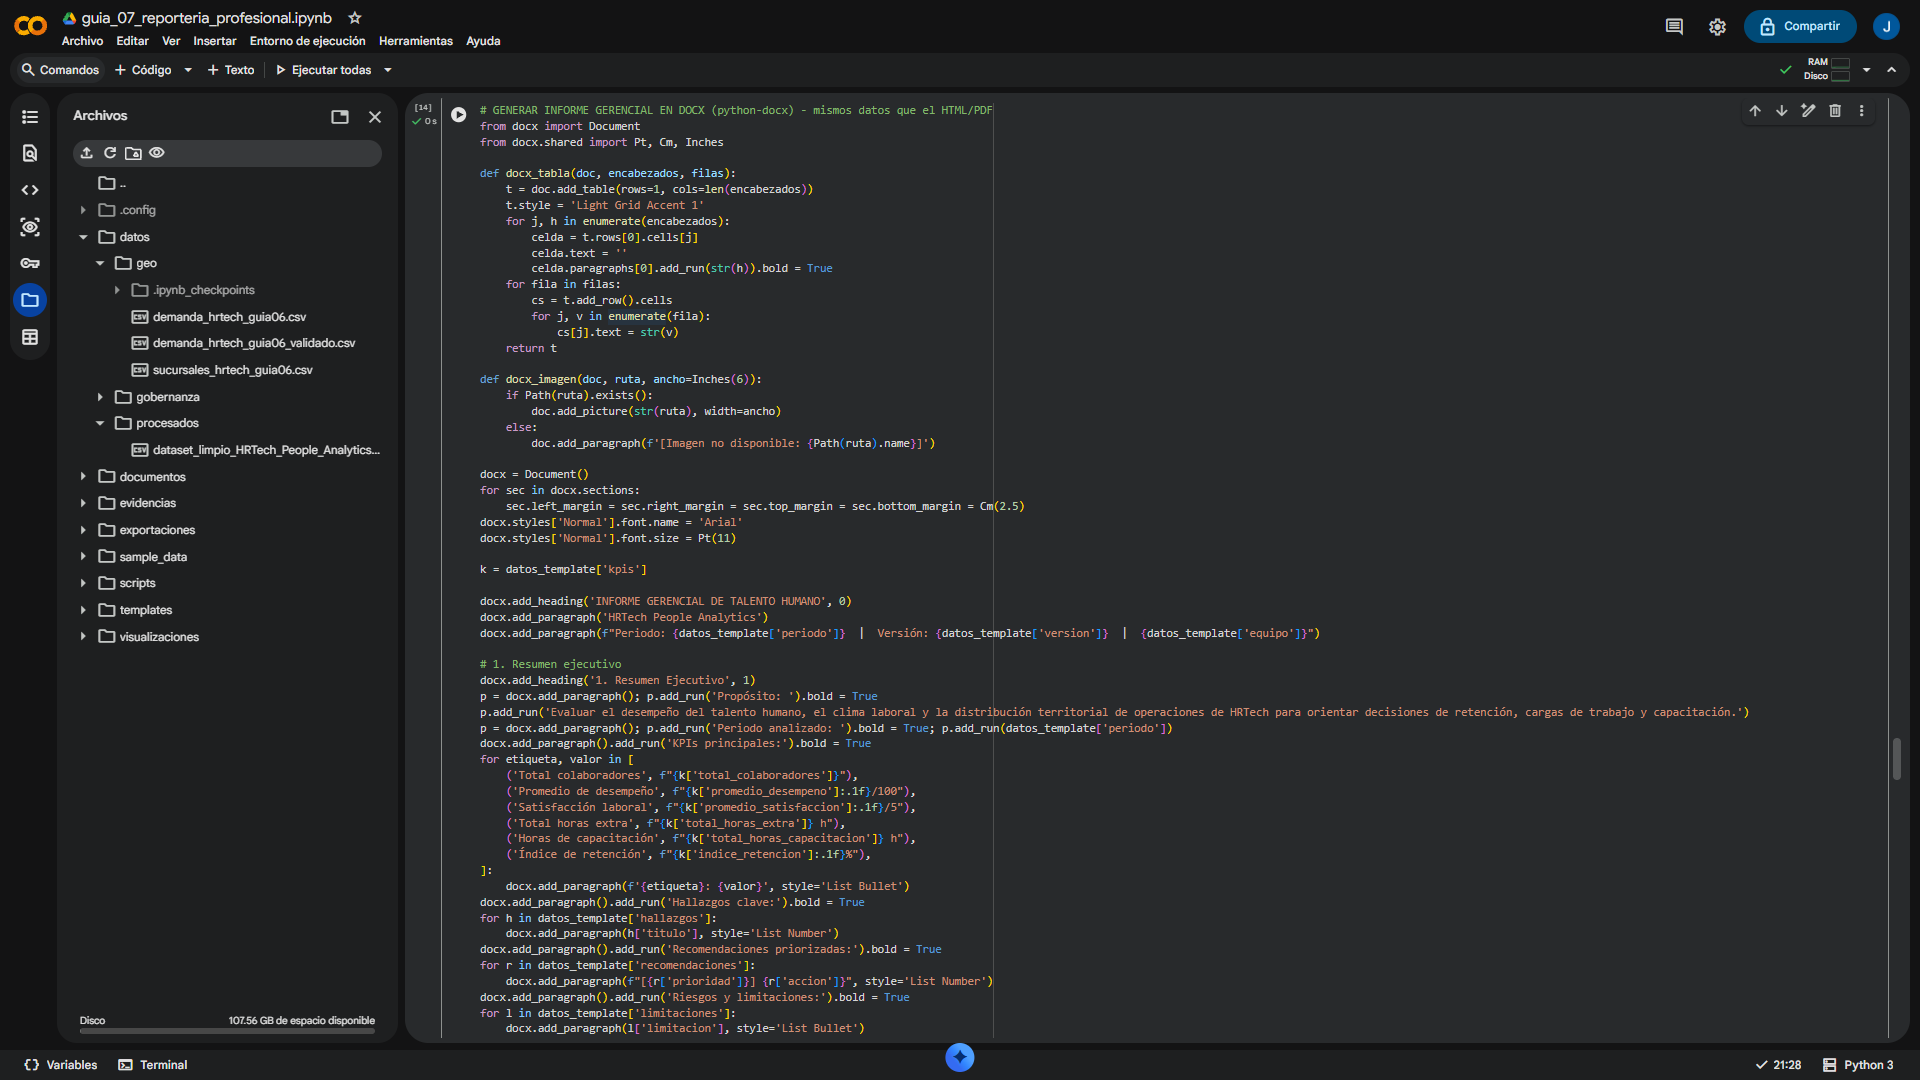 guia_07_reporteria_profesional.ipynb
Archivo Editar Ver Insertar Entorno de ejecución Herramientas Ayuda
Compartir
J
Comandos + Código + Texto Ejecutar todas
RAM
Disco
Archivos
..
.config
datos
geo
.ipynb_checkpoints
demanda_hrtech_guia06.csv
demanda_hrtech_guia06_validado.csv
sucursales_hrtech_guia06.csv
gobernanza
procesados
dataset_limpio_HRTech_People_Analytics...
documentos
evidencias
exportaciones
sample_data
scripts
templates
visualizaciones
Disco 107.56 GB de espacio disponible
[14]
0 s
# GENERAR INFORME GERENCIAL EN DOCX (python-docx) - mismos datos que el HTML/PDF
from docx import Document
from docx.shared import Pt, Cm, Inches
def docx_tabla(doc, encabezados, filas):
    t = doc.add_table(rows=1, cols=len(encabezados))
    t.style = 'Light Grid Accent 1'
    for j, h in enumerate(encabezados):
        celda = t.rows[0].cells[j]
        celda.text = ''
        celda.paragraphs[0].add_run(str(h)).bold = True
    for fila in filas:
        cs = t.add_row().cells
        for j, v in enumerate(fila):
            cs[j].text = str(v)
    return t
def docx_imagen(doc, ruta, ancho=Inches(6)):
    if Path(ruta).exists():
        doc.add_picture(str(ruta), width=ancho)
    else:
        doc.add_paragraph(f'[Imagen no disponible: {Path(ruta).name}]')
docx = Document()
for sec in docx.sections:
    sec.left_margin = sec.right_margin = sec.top_margin = sec.bottom_margin = Cm(2.5)
docx.styles['Normal'].font.name = 'Arial'
docx.styles['Normal'].font.size = Pt(11)
k = datos_template['kpis']
docx.add_heading('INFORME GERENCIAL DE TALENTO HUMANO', 0)
docx.add_paragraph('HRTech People Analytics')
docx.add_paragraph(f"Periodo: {datos_template['periodo']}  |  Versión: {datos_template['version']}  |  {datos_template['equipo']}")
# 1. Resumen ejecutivo
docx.add_heading('1. Resumen Ejecutivo', 1)
p = docx.add_paragraph(); p.add_run('Propósito: ').bold = True
p.add_run('Evaluar el desempeño del talento humano, el clima laboral y la distribución territorial de operaciones de HRTech para orientar decisiones de retención, cargas de trabajo y capacitación.')
p = docx.add_paragraph(); p.add_run('Periodo analizado: ').bold = True; p.add_run(datos_template['periodo'])
docx.add_paragraph().add_run('KPIs principales:').bold = True
for etiqueta, valor in [
    ('Total colaboradores', f"{k['total_colaboradores']}"),
    ('Promedio de desempeño', f"{k['promedio_desempeno']:.1f}/100"),
    ('Satisfacción laboral', f"{k['promedio_satisfaccion']:.1f}/5"),
    ('Total horas extra', f"{k['total_horas_extra']} h"),
    ('Horas de capacitación', f"{k['total_horas_capacitacion']} h"),
    ('Índice de retención', f"{k['indice_retencion']:.1f}%"),
]:
    docx.add_paragraph(f'{etiqueta}: {valor}', style='List Bullet')
docx.add_paragraph().add_run('Hallazgos clave:').bold = True
for h in datos_template['hallazgos']:
    docx.add_paragraph(h['titulo'], style='List Number')
docx.add_paragraph().add_run('Recomendaciones priorizadas:').bold = True
for r in datos_template['recomendaciones']:
    docx.add_paragraph(f"[{r['prioridad']}] {r['accion']}", style='List Number')
docx.add_paragraph().add_run('Riesgos y limitaciones:').bold = True
for l in datos_template['limitaciones']:
    docx.add_paragraph(l['limitacion'], style='List Bullet')
Variables Terminal
21:28 Python 3